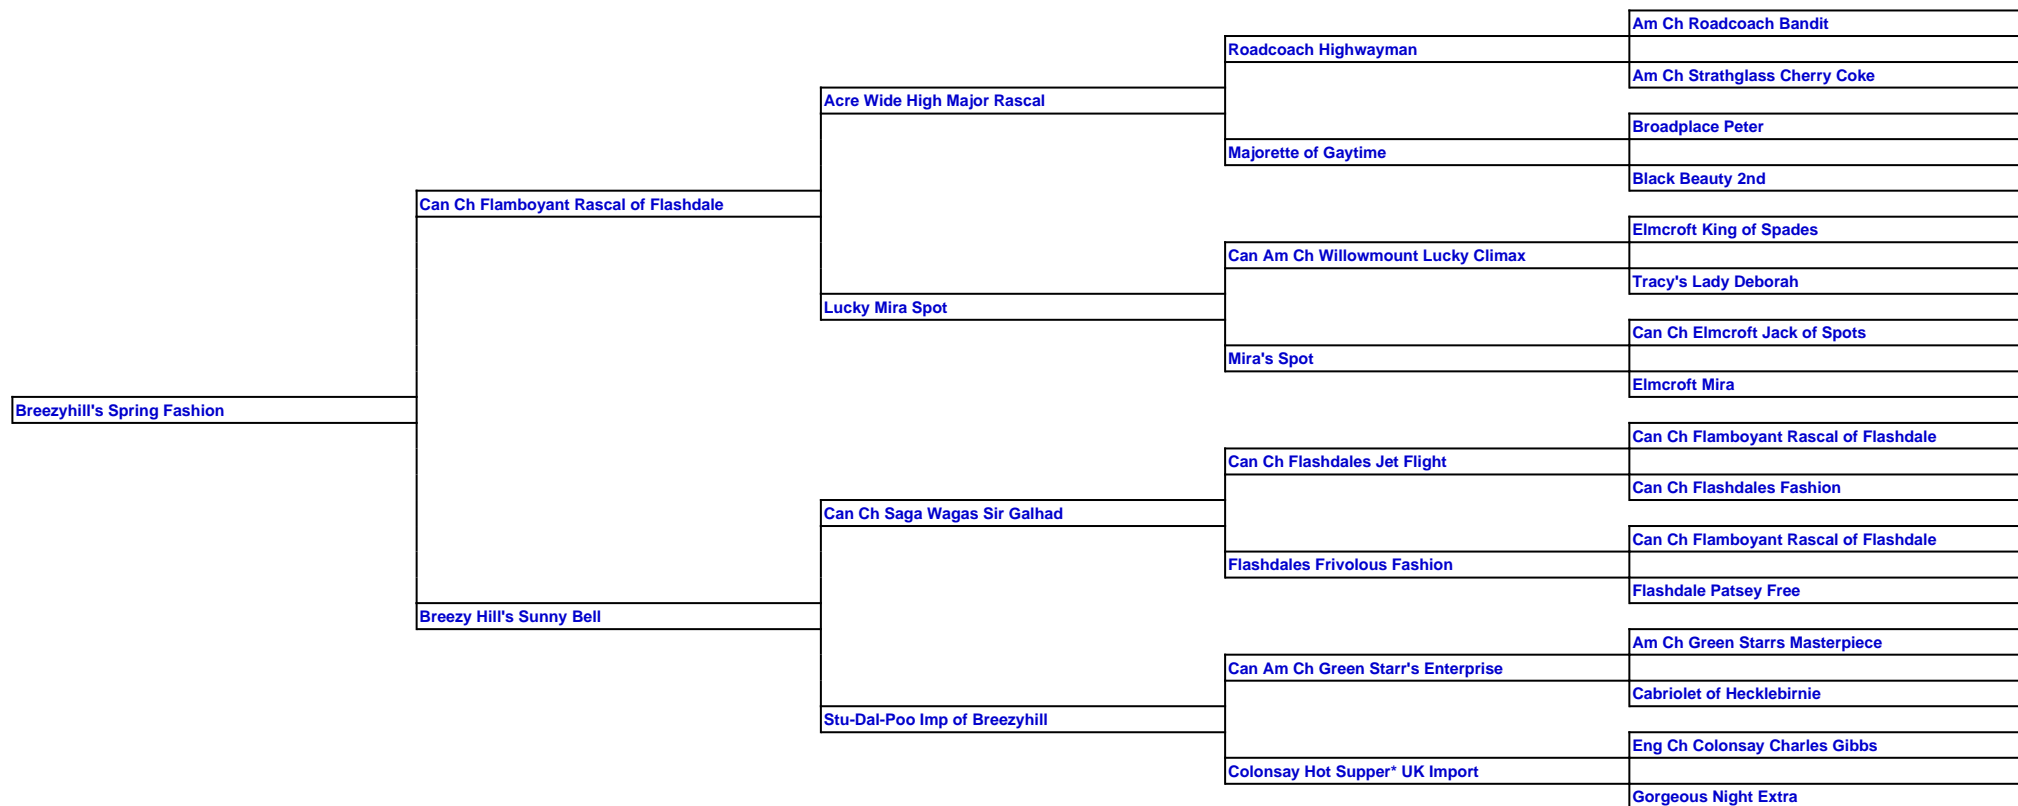 Am Ch Roadcoach Bandit
Roadcoach Highwayman
Am Ch Strathglass Cherry Coke
Acre Wide High Major Rascal
Broadplace Peter
Majorette of Gaytime
Black Beauty 2nd
Can Ch Flamboyant Rascal of Flashdale
Elmcroft King of Spades
Can Am Ch Willowmount Lucky Climax
Tracy's Lady Deborah
Lucky Mira Spot
Can Ch Elmcroft Jack of Spots
Mira's Spot
Elmcroft Mira
Breezyhill's Spring Fashion
Can Ch Flamboyant Rascal of Flashdale
Can Ch Flashdales Jet Flight
Can Ch Flashdales Fashion
Can Ch Saga Wagas Sir Galhad
Can Ch Flamboyant Rascal of Flashdale
Flashdales Frivolous Fashion
Flashdale Patsey Free
Breezy Hill's Sunny Bell
Am Ch Green Starrs Masterpiece
Can Am Ch Green Starr's Enterprise
Cabriolet of Hecklebirnie
Stu-Dal-Poo Imp of Breezyhill
Eng Ch Colonsay Charles Gibbs
Colonsay Hot Supper* UK Import
Gorgeous Night Extra